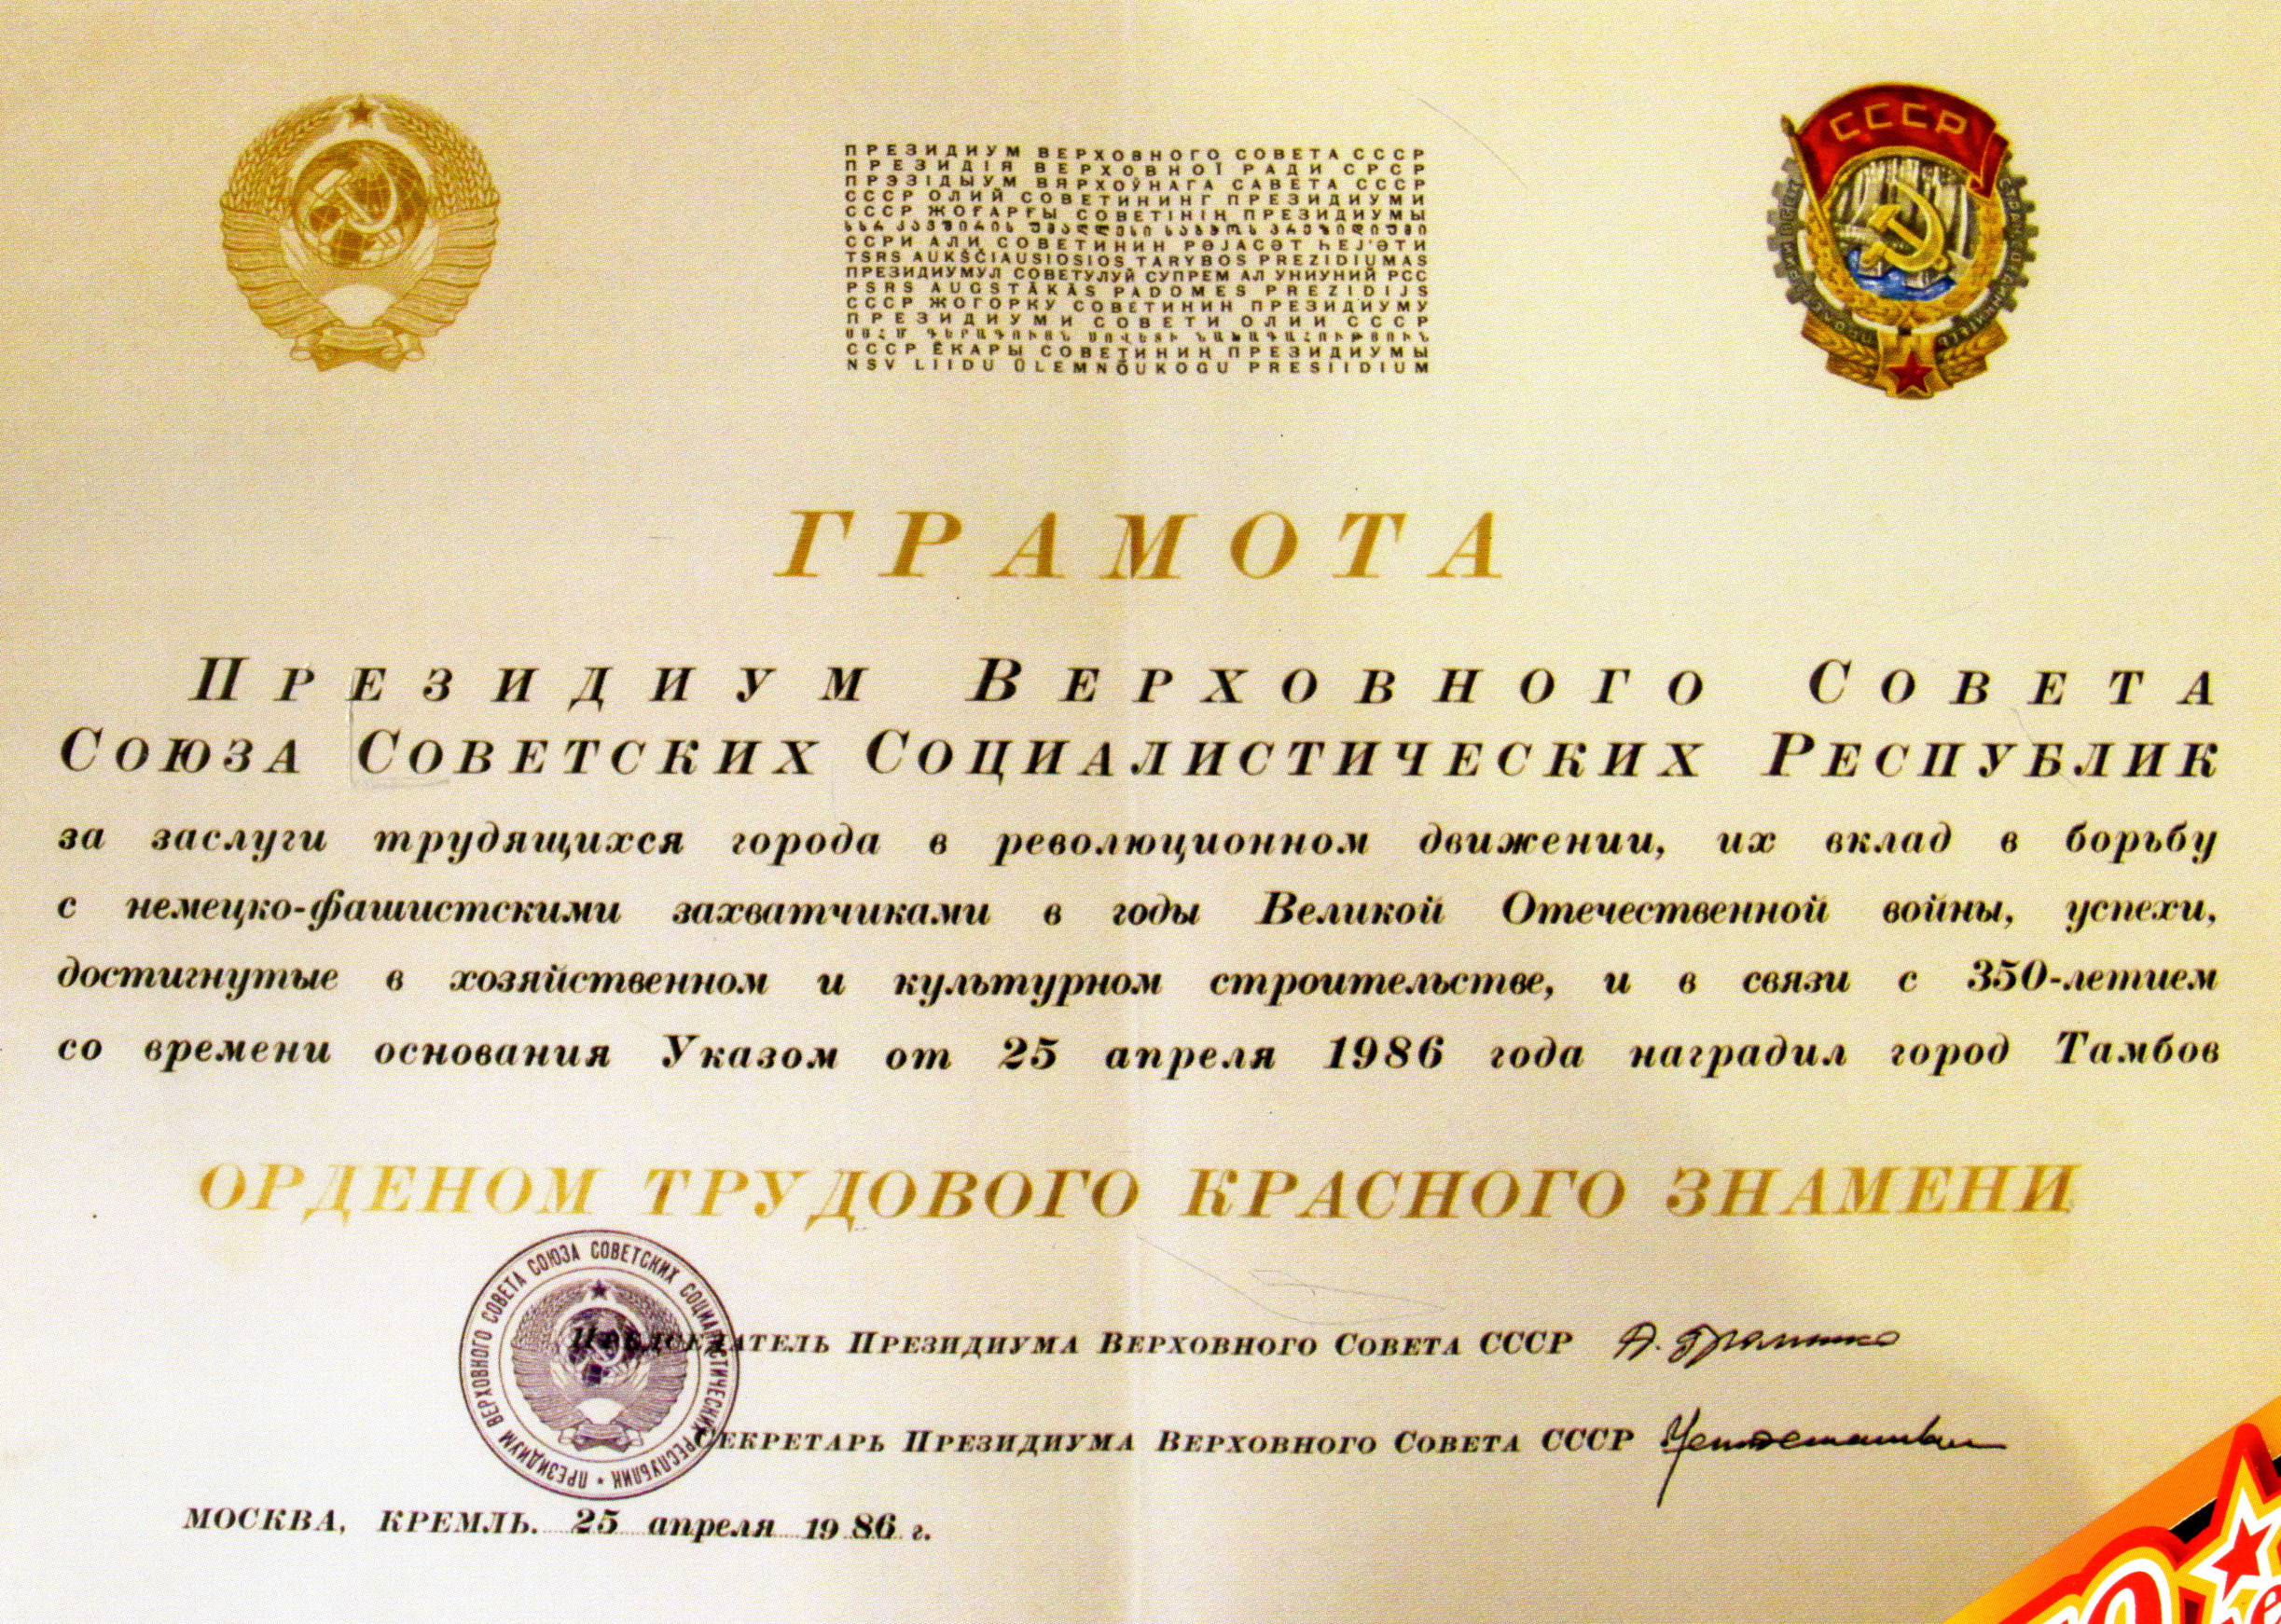 ПРЕЗИДИУМ ВЕРХОВНОГО СОВЕТА СССР
ПРЕЗИДІЯ ВЕРХОВНОЇ РАДИ СРСР
ПРЭЗІДЫУМ ВЯРХОЎНАГА САВЕТА СССР
СССР ОЛИЙ СОВЕТИНИНГ ПРЕЗИДИУМИ
СССР ЖОҒАРҒЫ СОВЕТІНІҢ ПРЕЗИДИУМЫ
ССРИ АЛИ СОВЕТИНИН РӘЈАСӘТ ҺЕЈ'ӘТИ
TSRS AUKŠČIAUSIOSIOS TARYBOS PREZIDIUMAS
ПРЕЗИДИУМУЛ СОВЕТУЛУЙ СУПРЕМ АЛ УНИУНИЙ РСС
PSRS AUGSTĀKĀS PADOMES PREZIDIJS
СССР ЖОГОРКУ СОВЕТИНИН ПРЕЗИДИУМУ
ПРЕЗИДИУМИ СОВЕТИ ОЛИИ СССР
СССР ЁКАРЫ СОВЕТИНИҢ ПРЕЗИДИУМЫ
NSV LIIDU ÜLEMNÕUKOGU PRESIIDIUM
СССР
ГРАМОТА
ПРЕЗИДИУМ ВЕРХОВНОГО СОВЕТА
СОЮЗА СОВЕТСКИХ СОЦИАЛИСТИЧЕСКИХ РЕСПУБЛИК
за заслуги трудящихся города в революционном движении, их вклад в борьбу
с немецко-фашистскими захватчиками в годы Великой Отечественной войны, успехи,
достигнутые в хозяйственном и культурном строительстве, и в связи с 350-летием
со времени основания Указом от 25 апреля 1986 года наградил город Тамбов
ОРДЕНОМ ТРУДОВОГО КРАСНОГО ЗНАМЕНИ
ПРЕЗИДИУМ ВЕРХОВНОГО СОВЕТА СОЮЗА СОВЕТСКИХ СОЦИАЛИСТИЧЕСКИХ РЕСПУБЛИК
ПРЕДСЕДАТЕЛЬ ПРЕЗИДИУМА ВЕРХОВНОГО СОВЕТА СССР А. Громыко
СЕКРЕТАРЬ ПРЕЗИДИУМА ВЕРХОВНОГО СОВЕТА СССР
МОСКВА, КРЕМЛЬ. 25 апреля 1986 г.